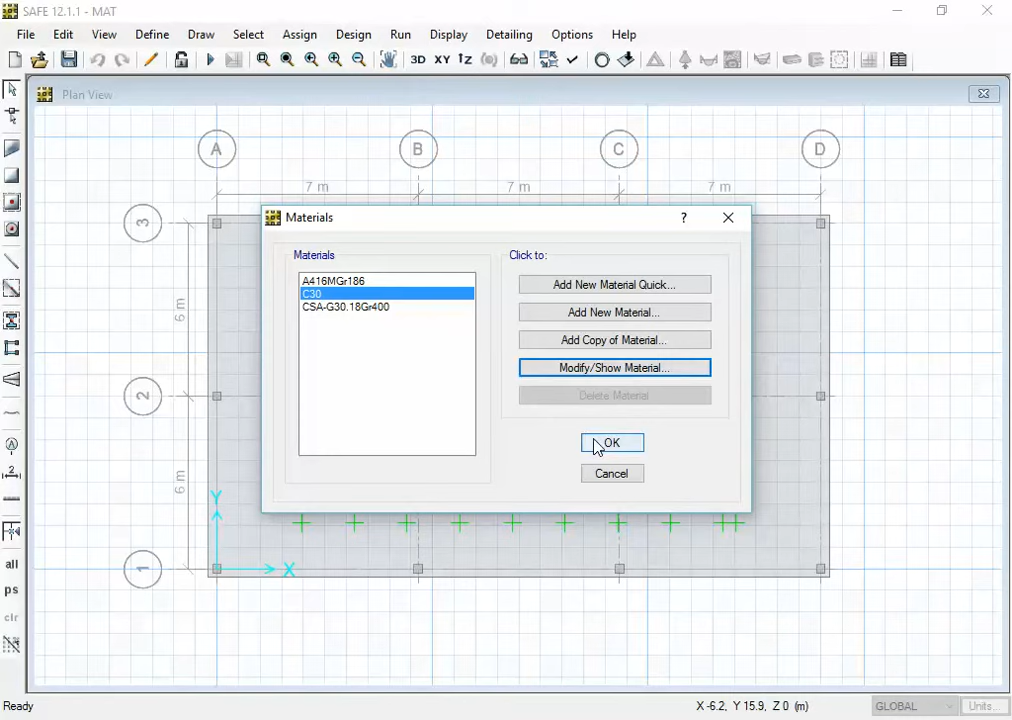 SAFE 12.1.1 - MAT
File Edit View Define Draw Select Assign Design Run Display Detailing Options Help
3D XY
Plan View
A B C D
7 m 7 m 7 m
3
6 m
2
6 m
1
Y
X
Materials ?
Materials
A416MGr186
C30
CSA-G30.18Gr400
Click to:
Add New Material Quick...
Add New Material...
Add Copy of Material...
Modify/Show Material...
Delete Material
OK
Cancel
all
ps
clr
Ready X -6.2, Y 15.9, Z 0 (m) GLOBAL Units...